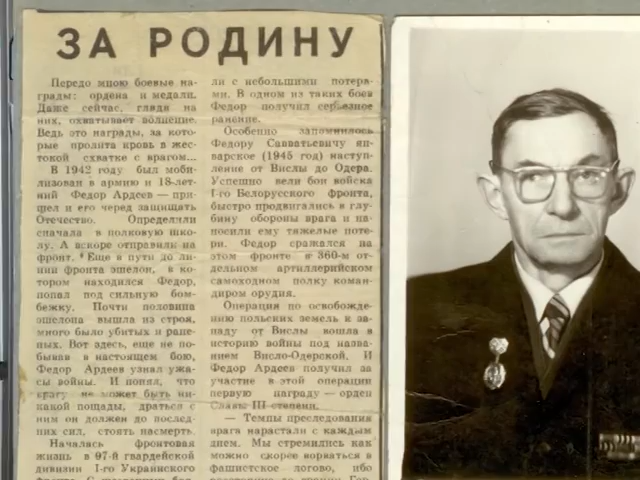 ЗА РОДИНУ
Передо мною боевые на-
грады: ордена и медали.
Даже сейчас, глядя на
них, охватывает волнение.
Ведь это награды, за кото-
рые пролита кровь в жес-
токой схватке с врагом...
В 1942 году был моби-
лизован в армию и 18-лет-
ний Федор Ардеев — при-
шел и его черед защищать
Отечество. Определили
сначала в полковую шко-
лу. А вскоре отправили на
фронт. Еще в пути до ли-
нии фронта эшелон, в ко-
тором находился Федор,
попал под сильную бом-
бежку. Почти половина
эшелона вышла из строя,
много было убитых и ране-
ных. Вот здесь, еще не по-
бывав в настоящем бою,
Федор Ардеев узнал ужа-
сы войны. И понял, что
врагу не может быть ни-
какой пощады, драться с
ним он должен до послед-
них сил, стоять насмерть.
Началась фронтовая
жизнь в 97-й гвардейской
дивизии I-го Украинского
ли с небольшими потеря-
ми. В одном из таких боев
Федор получил серьезное
ранение.
Особенно запомнилось
Федору Савватьевичу ян-
варское (1945 год) наступ-
ление от Вислы до Одера.
Успешно вели бои войска
I-го Белорусского фронта,
быстро продвигались в глу-
бину обороны врага и на-
носили ему тяжелые поте-
ри. Федор сражался на
этом фронте в 360-м от-
дельном артиллерийском
самоходном полку коман-
диром орудия.
Операция по освобожде-
нию польских земель к за-
паду от Вислы вошла в
историю войны под назва-
нием Висло-Одерской. И
Федор Ардеев получил за
участие в этой операции
первую награду — орден
Славы III степени.
— Темпы преследования
врага нарастали с каждым
днем. Мы стремились как
можно скорее ворваться в
фашистское логово, ибо